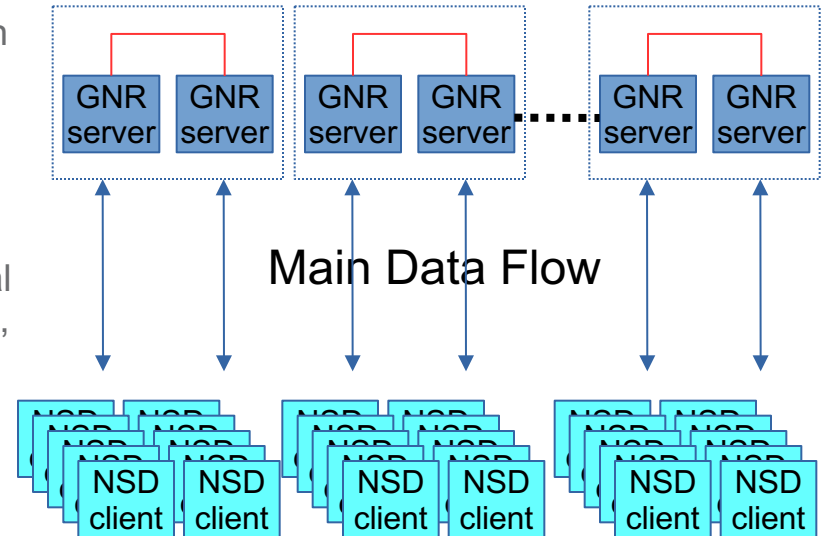 GNR GNR GNR GNR GNR GNR
server server server server server server
Main Data Flow
NSD NSD NSD NSD NSD NSD
client client client client client client